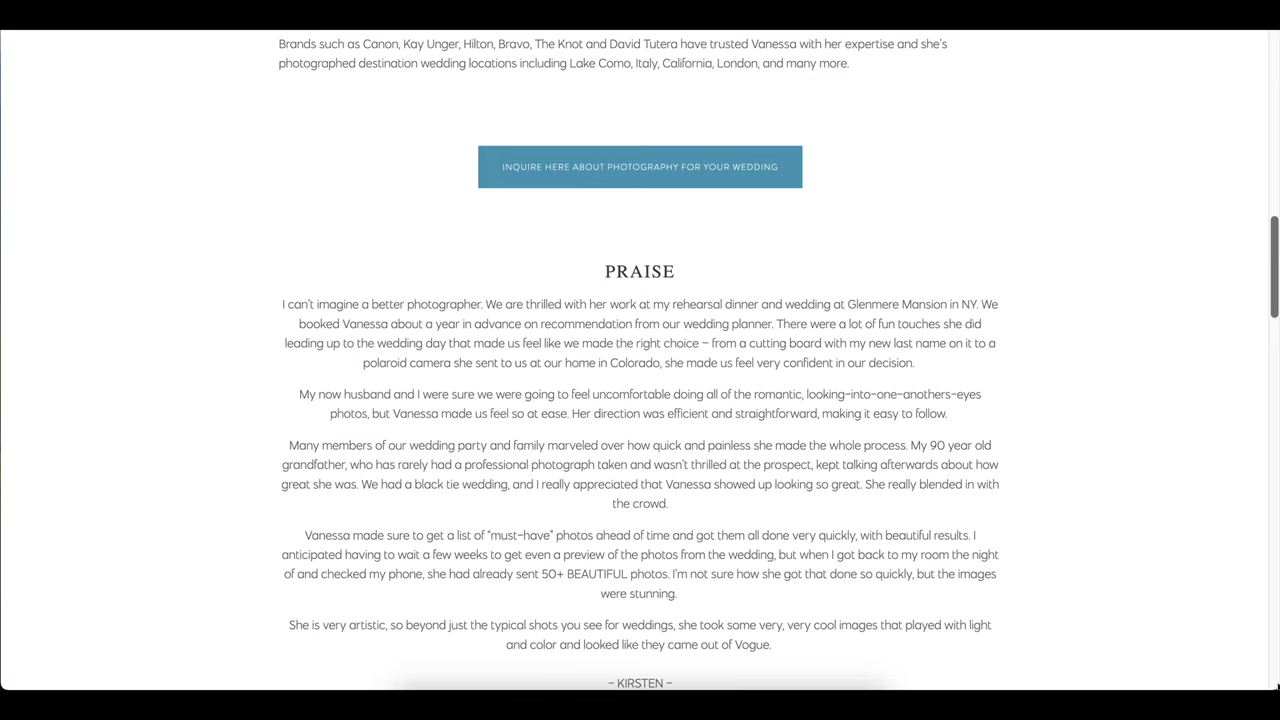 Brands such as Canon, Kay Unger, Hilton, Bravo, The Knot and David Tutera have trusted Vanessa with her expertise and she's
photographed destination wedding locations including Lake Como, Italy, California, London, and many more.
INQUIRE HERE ABOUT PHOTOGRAPHY FOR YOUR WEDDING
PRAISE
I can't imagine a better photographer. We are thrilled with her work at my rehearsal dinner and wedding at Glenmere Mansion in NY. We
booked Vanessa about a year in advance on recommendation from our wedding planner. There were a lot of fun touches she did
leading up to the wedding day that made us feel like we made the right choice – from a cutting board with my new last name on it to a
polaroid camera she sent to us at our home in Colorado, she made us feel very confident in our decision.
My now husband and I were sure we were going to feel uncomfortable doing all of the romantic, looking-into-one-anothers-eyes
photos, but Vanessa made us feel so at ease. Her direction was efficient and straightforward, making it easy to follow.
Many members of our wedding party and family marveled over how quick and painless she made the whole process. My 90 year old
grandfather, who has rarely had a professional photograph taken and wasn't thrilled at the prospect, kept talking afterwards about how
great she was. We had a black tie wedding, and I really appreciated that Vanessa showed up looking so great. She really blended in with
the crowd.
Vanessa made sure to get a list of "must-have" photos ahead of time and got them all done very quickly, with beautiful results. I
anticipated having to wait a few weeks to get even a preview of the photos from the wedding, but when I got back to my room the night
of and checked my phone, she had already sent 50+ BEAUTIFUL photos. I'm not sure how she got that done so quickly, but the images
were stunning.
She is very artistic, so beyond just the typical shots you see for weddings, she took some very, very cool images that played with light
and color and looked like they came out of Vogue.
– KIRSTEN –